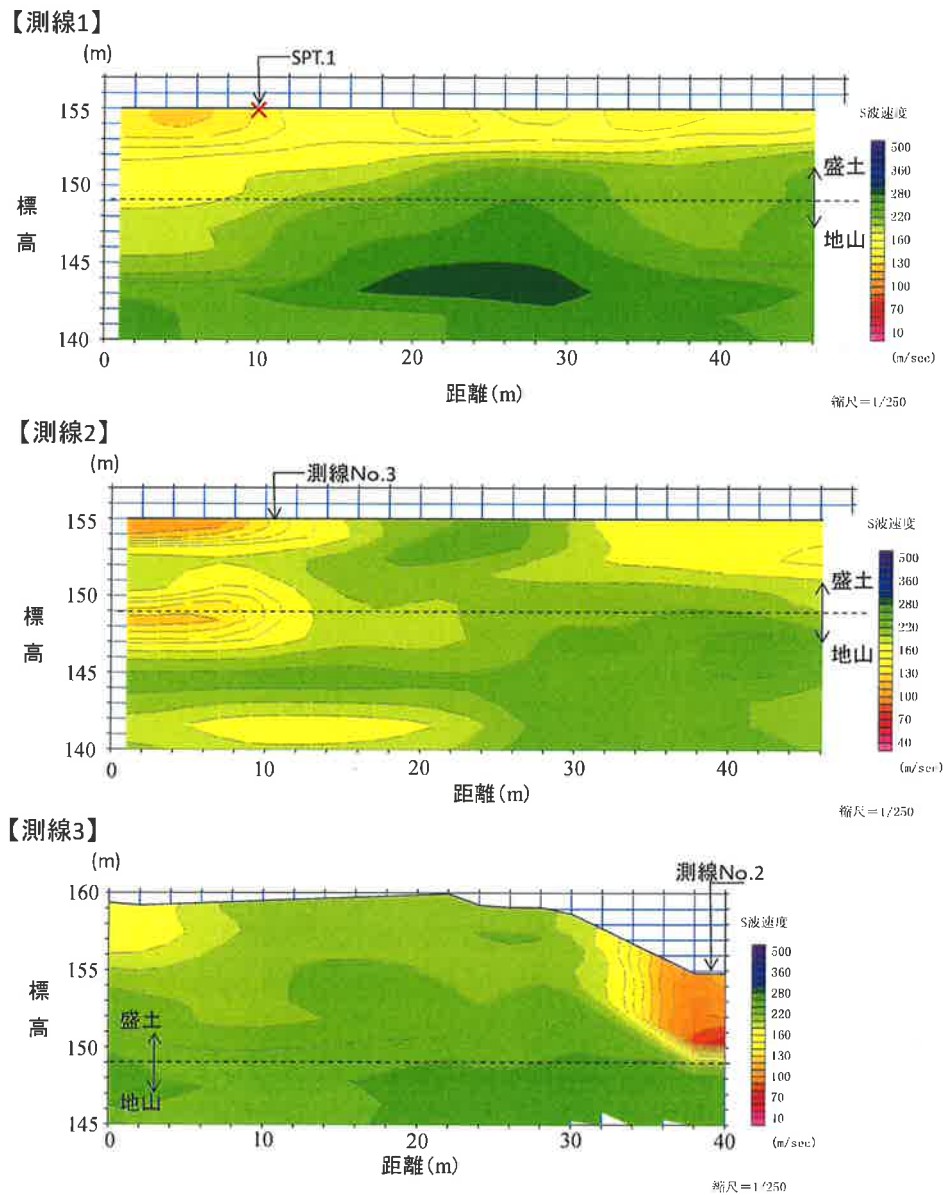 【測線1】
(m)
SPT.1
155
150
145
140
標高
盛土
地山
0 10 20 30 40
距離(m)
S波速度
500
360
280
220
160
130
100
70
10
(m/sec)
縮尺=1/250
【測線2】
(m)
測線No.3
155
150
145
140
標高
盛土
地山
0 10 20 30 40
距離(m)
S波速度
500
360
280
220
160
130
100
70
40
(m/sec)
縮尺=1/250
【測線3】
(m)
測線No.2
160
155
150
145
標高
盛土
地山
0 10 20 30 40
距離(m)
S波速度
500
360
280
220
160
130
100
70
10
(m/sec)
縮尺=1/250